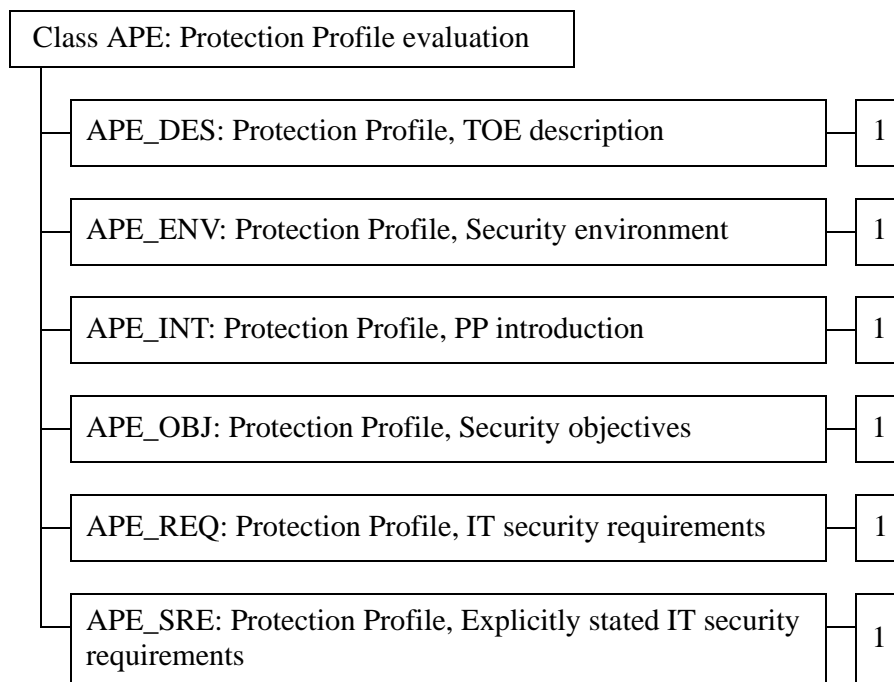 Class APE: Protection Profile evaluation
APE_DES: Protection Profile, TOE description 1
APE_ENV: Protection Profile, Security environment 1
APE_INT: Protection Profile, PP introduction 1
APE_OBJ: Protection Profile, Security objectives 1
APE_REQ: Protection Profile, IT security requirements 1
APE_SRE: Protection Profile, Explicitly stated IT security
requirements 1